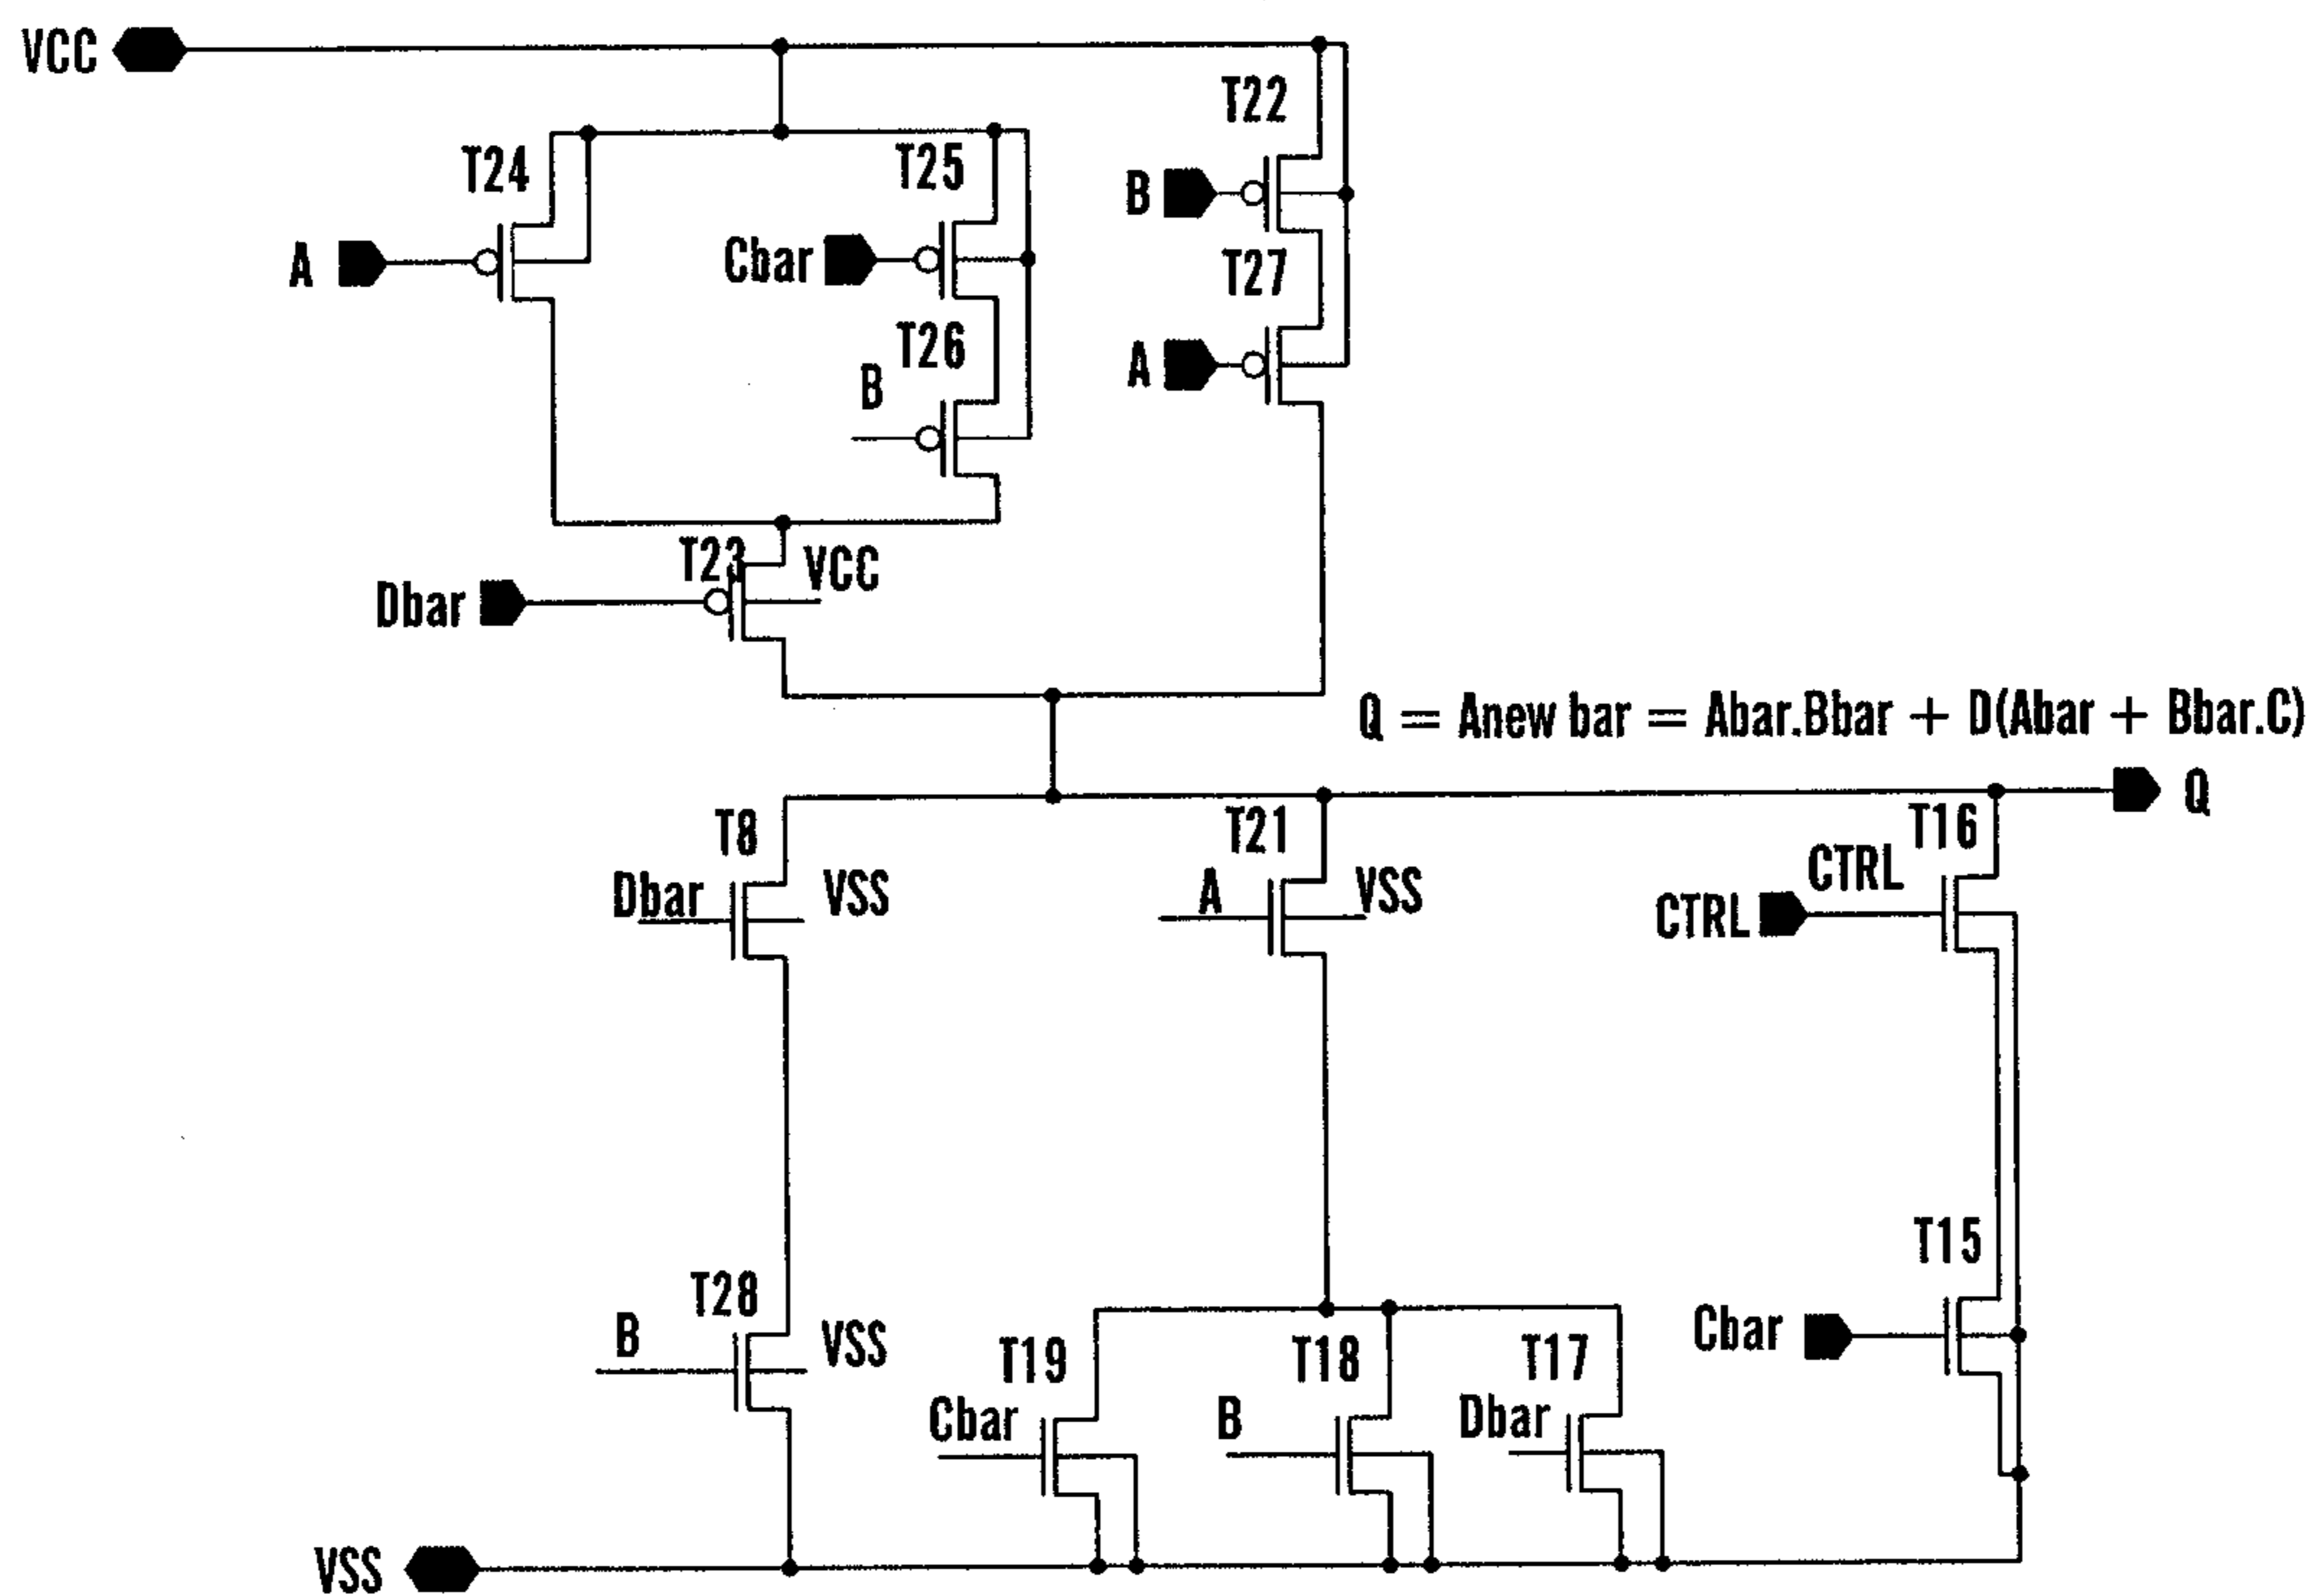 VCC
T22
T24
T25
B
A
Cbar
T27
T26
A
B
T23
VCC
Dbar
Q = Anew bar = Abar.Bbar + D(Abar + Bbar.C)
Q
T8
T21
T16
CTRL
Dbar
VSS
A
VSS
CTRL
T15
T28
B
VSS
Cbar
T19
T18
T17
Cbar
B
Dbar
VSS